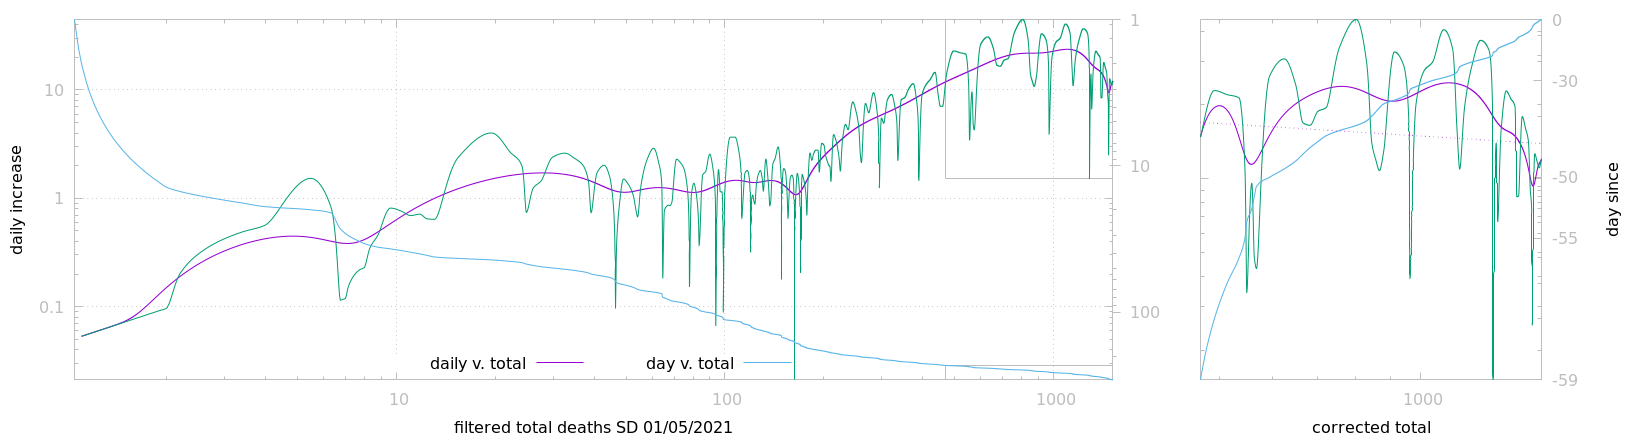 daily increase
10
1
0.1
daily v. total
day v. total
10
100
1000
1
10
100
filtered total deaths SD 01/05/2021
0
-30
-50
-55
-59
day since
1000
corrected total